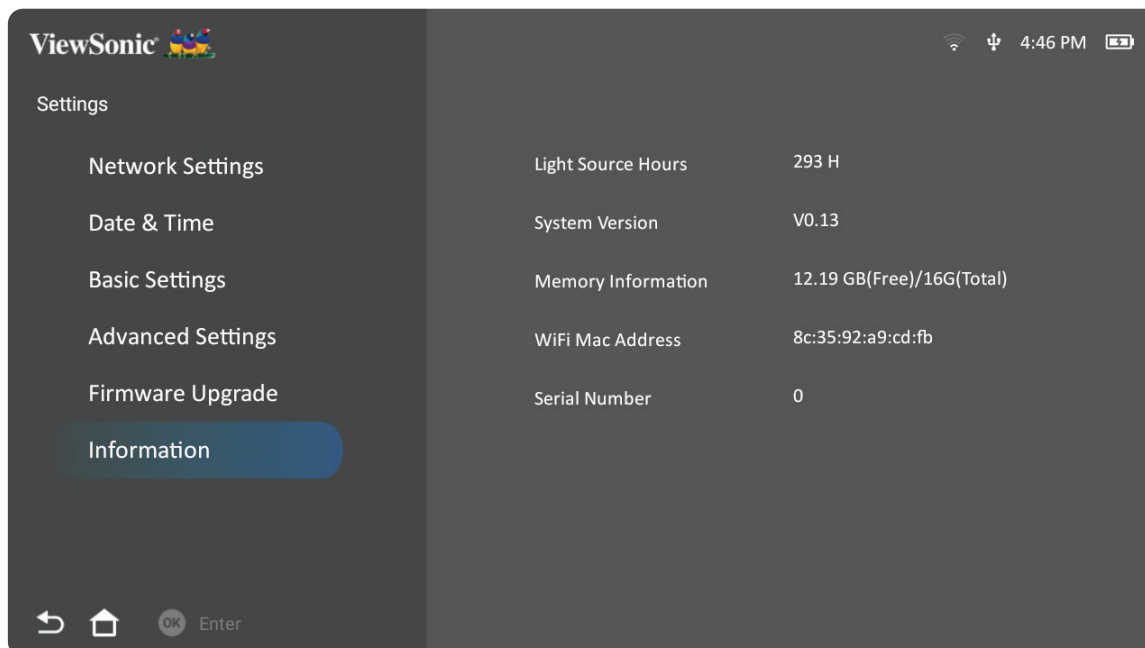 ViewSonic
4:46 PM
Settings
Network Settings
Date & Time
Basic Settings
Advanced Settings
Firmware Upgrade
Information
Light Source Hours 293 H
System Version V0.13
Memory Information 12.19 GB(Free)/16G(Total)
WiFi Mac Address 8c:35:92:a9:cd:fb
Serial Number 0
OK Enter